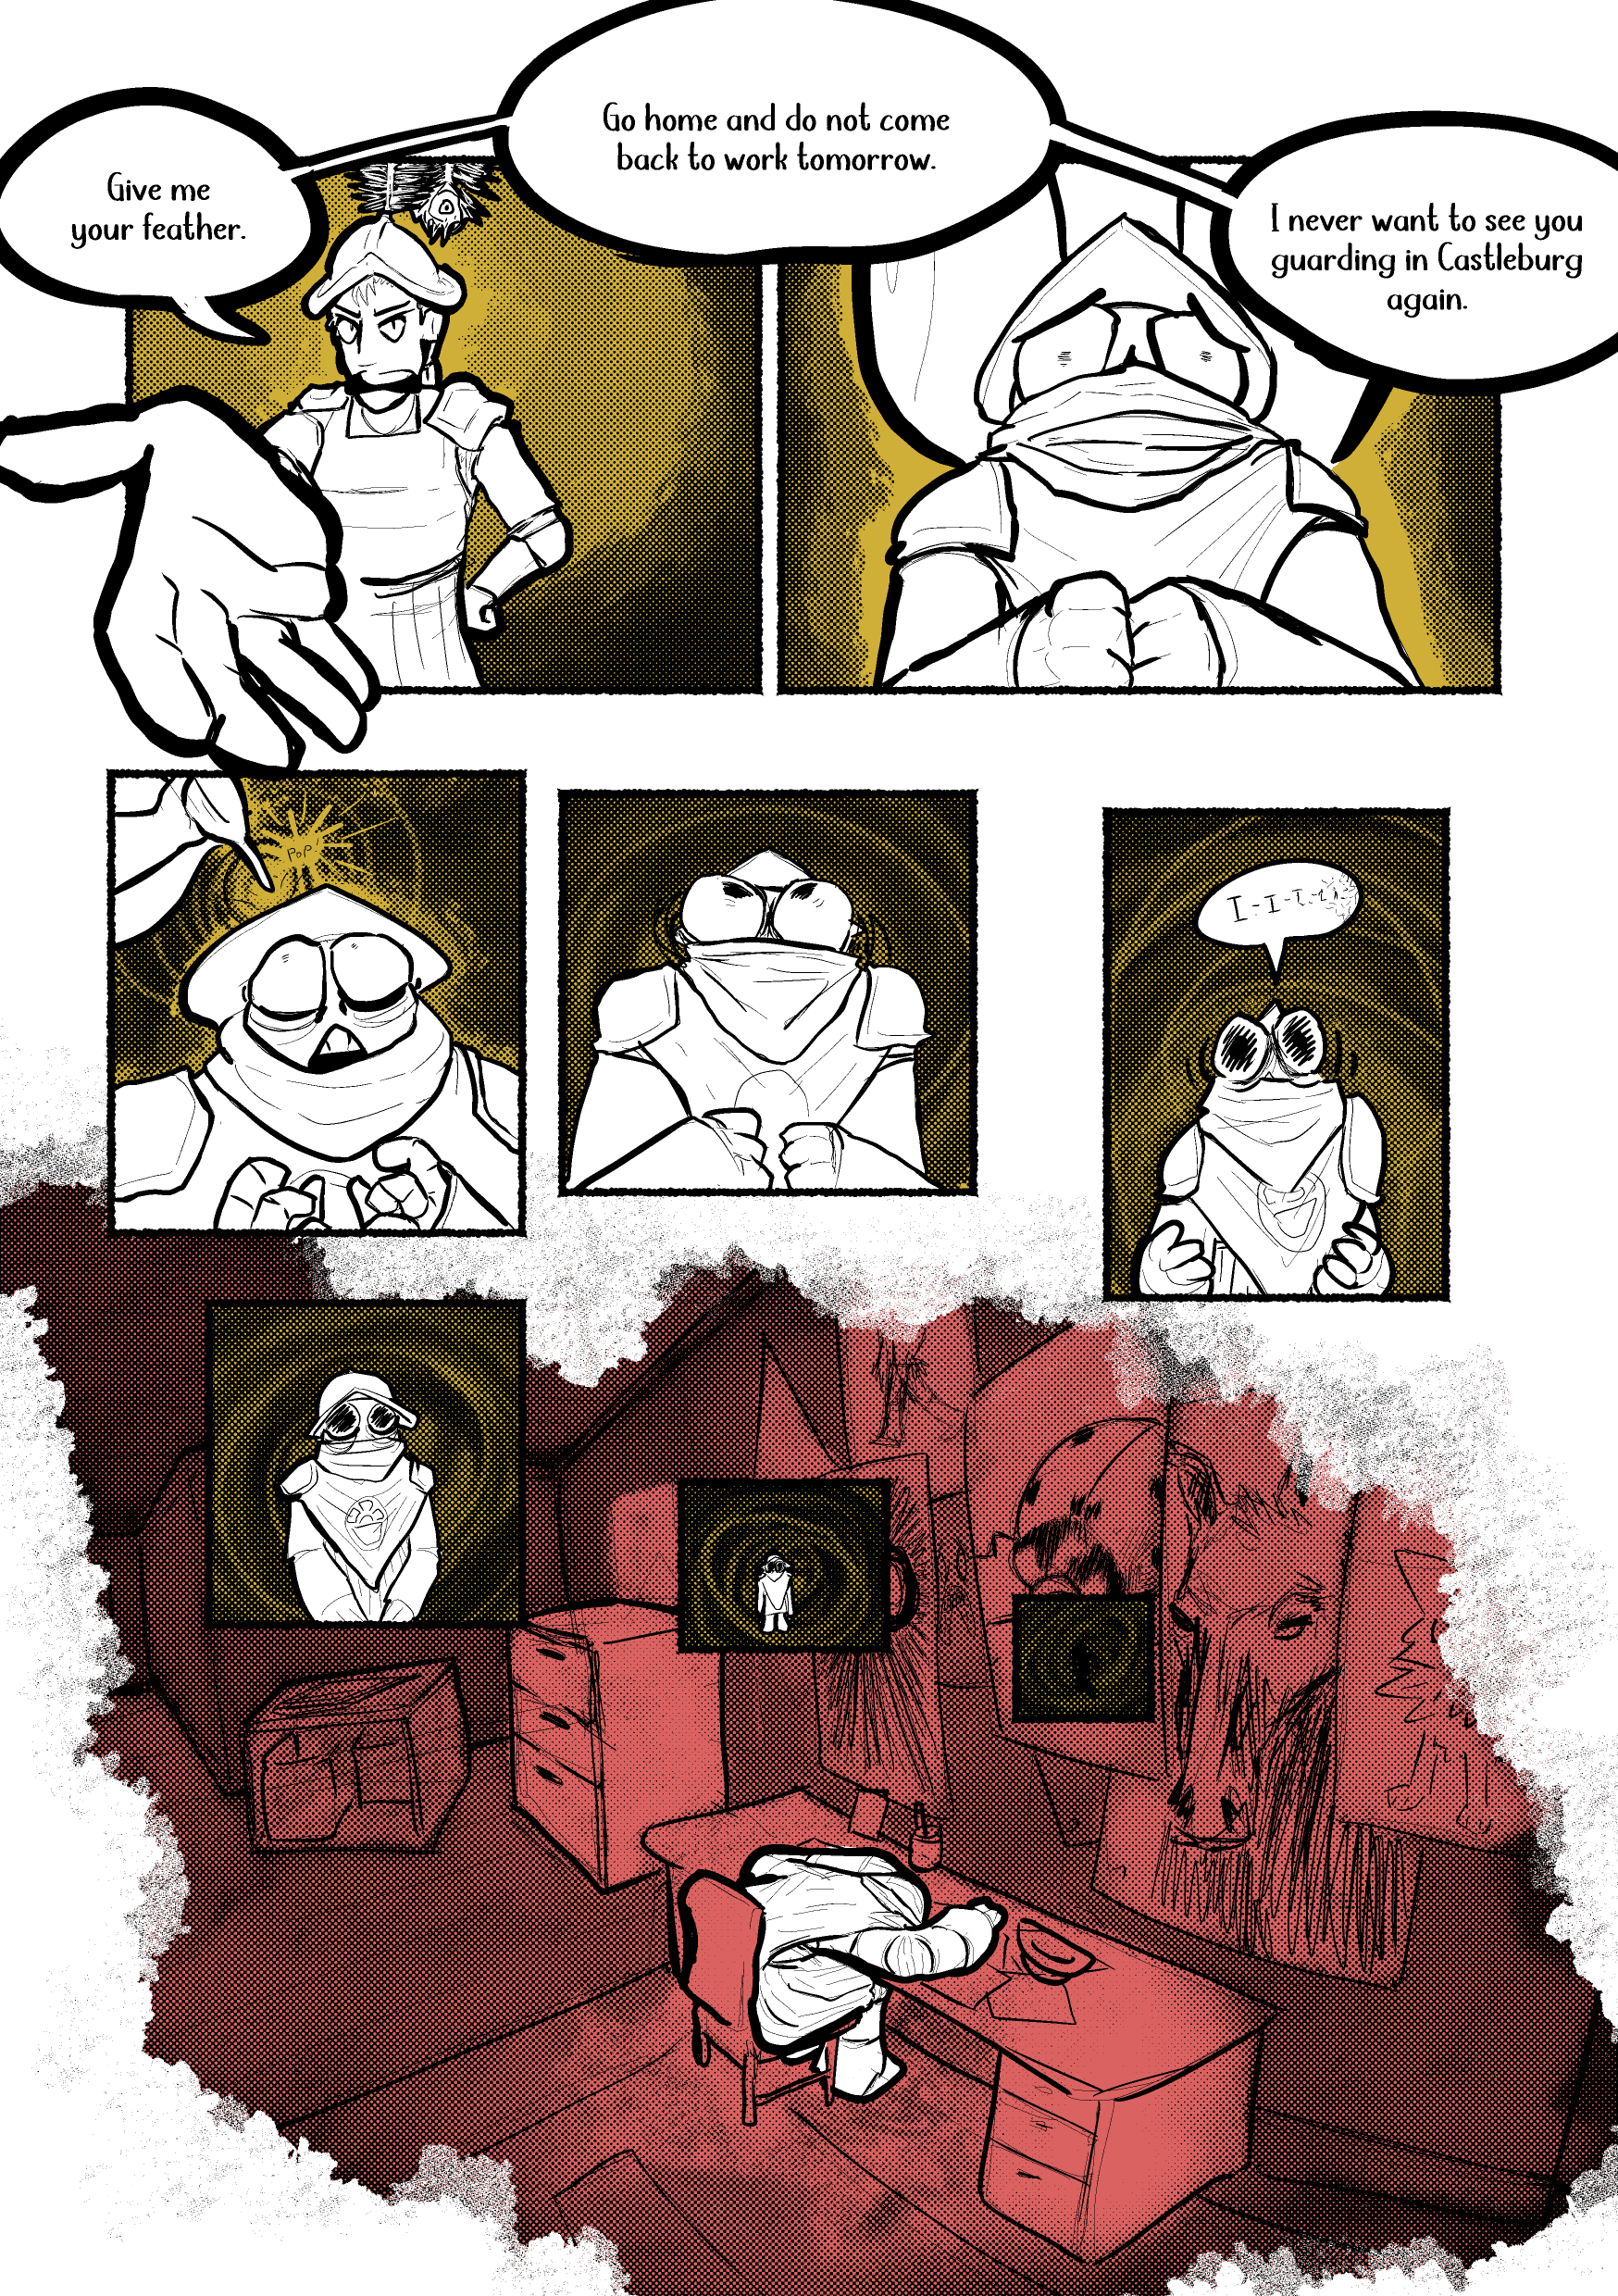 Give me
your feather.
Go home and do not come
back to work tomorrow.
I never want to see you
guarding in Castleburg
again.
POP!
I-I-I-